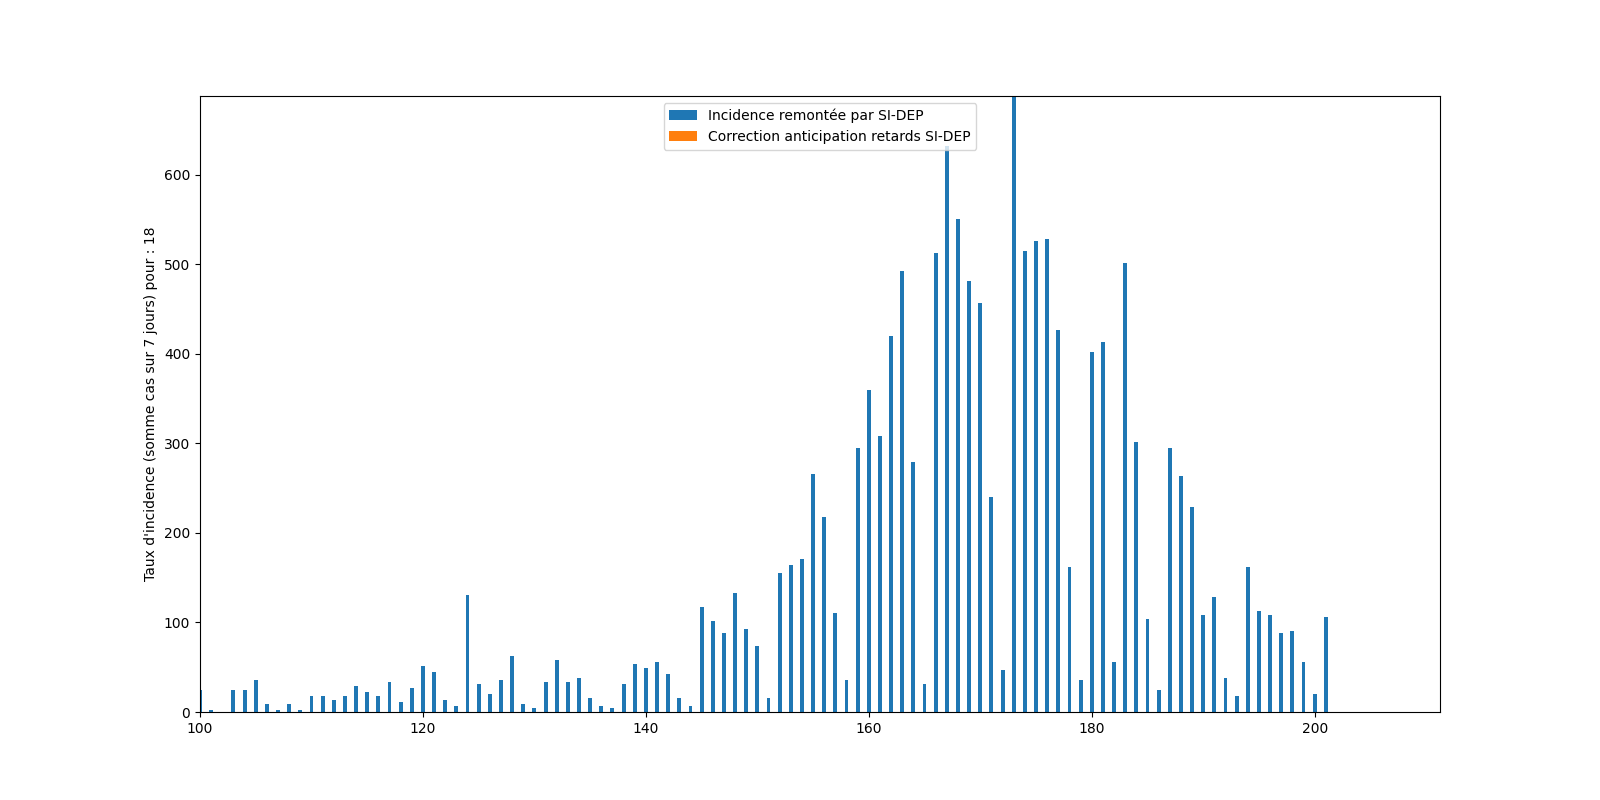 Incidence remontée par SI-DEP
Correction anticipation retards SI-DEP
Taux d'incidence (somme cas sur 7 jours) pour : 18
600
500
400
300
200
100
0
100 120 140 160 180 200